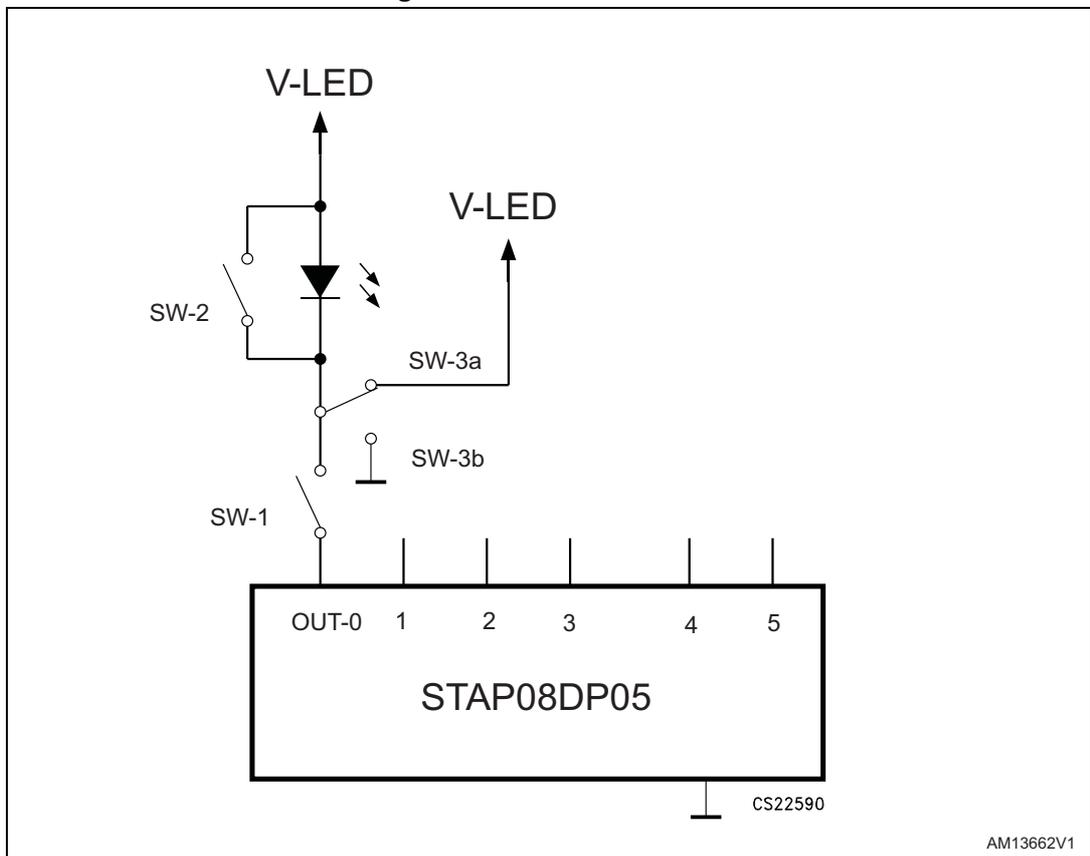 V-LED
V-LED
SW-2
SW-3a
SW-3b
SW-1
OUT-0 1 2 3 4 5
STAP08DP05
CS22590
AM13662V1